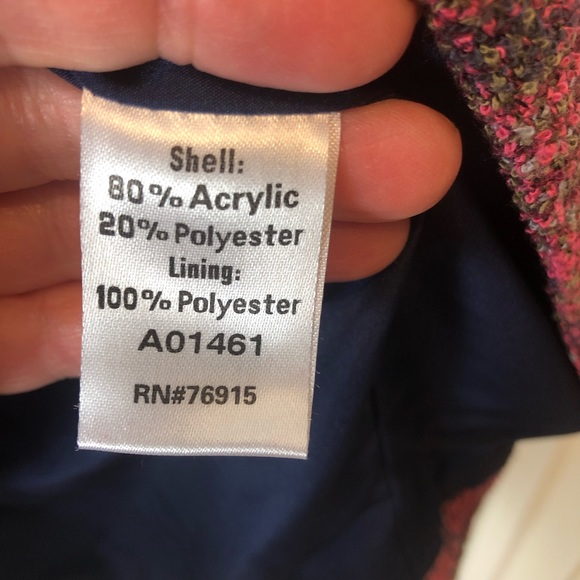 Shell:
80% Acrylic
20% Polyester
Lining:
100% Polyester
A01461
RN#76915